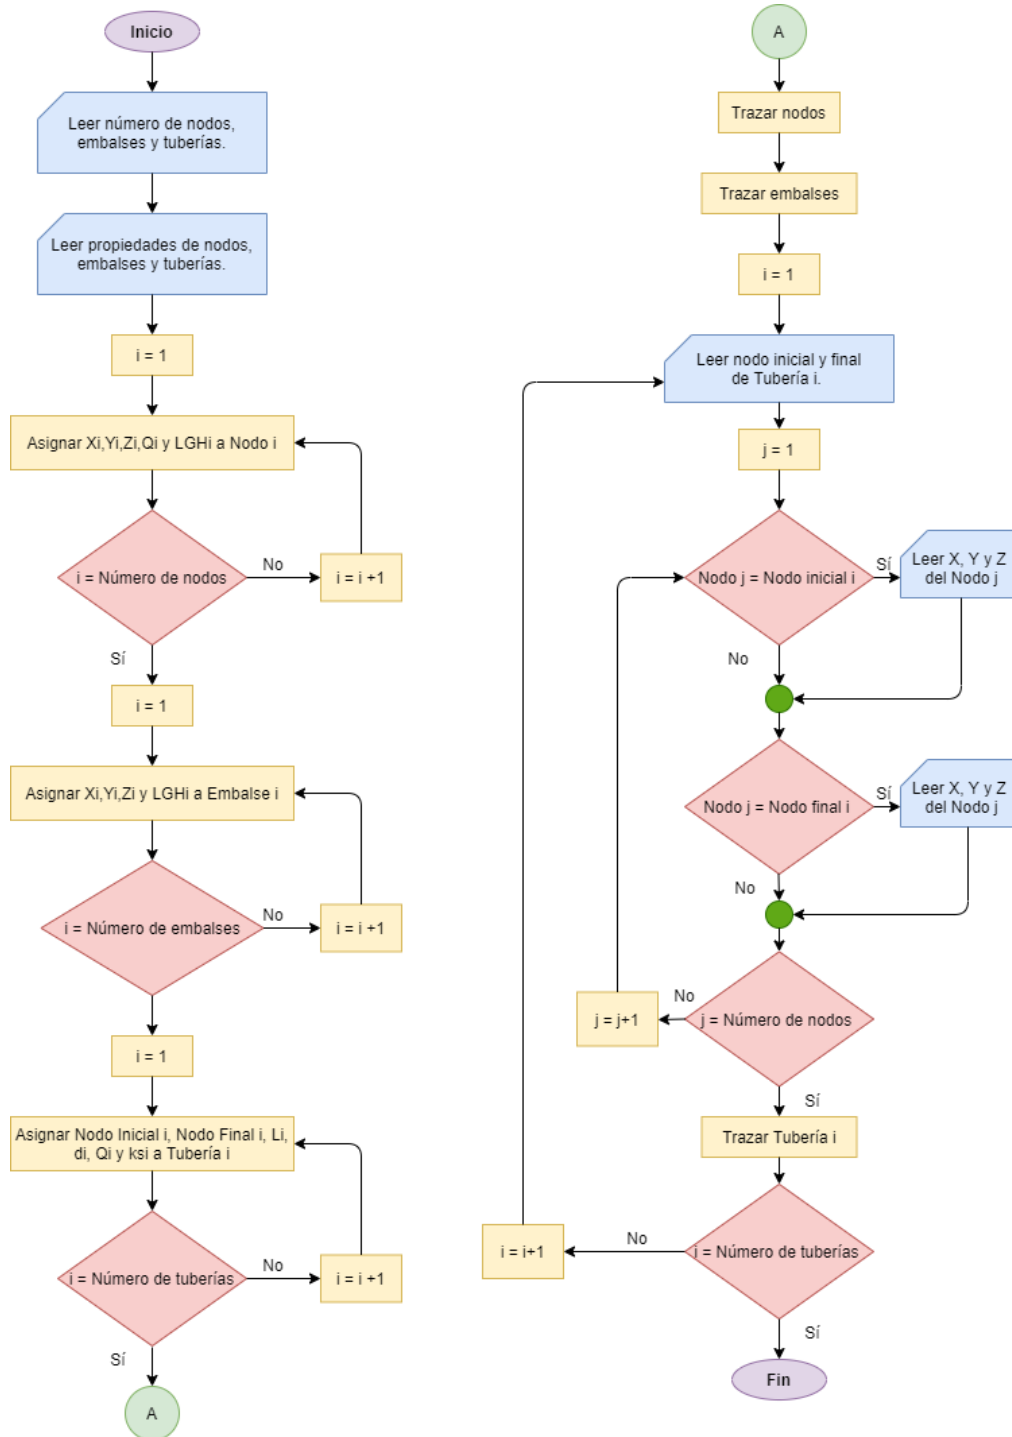 Inicio
Leer número de nodos,
embalses y tuberías.
Leer propiedades de nodos,
embalses y tuberías.
i = 1
Asignar Xi,Yi,Zi,Qi y LGHi a Nodo i
i = Número de nodos
No
i = i +1
Sí
i = 1
Asignar Xi,Yi,Zi y LGHi a Embalse i
i = Número de embalses
No
i = i +1
i = 1
Asignar Nodo Inicial i, Nodo Final i, Li,
di, Qi y ksi a Tubería i
i = Número de tuberías
No
i = i +1
Sí
A
A
Trazar nodos
Trazar embalses
i = 1
Leer nodo inicial y final
de Tubería i.
j = 1
Nodo j = Nodo inicial i
Sí
Leer X, Y y Z
del Nodo j
No
Nodo j = Nodo final i
Sí
Leer X, Y y Z
del Nodo j
No
j = Número de nodos
No
j = j+1
Sí
Trazar Tubería i
i = Número de tuberías
No
i = i+1
Sí
Fin